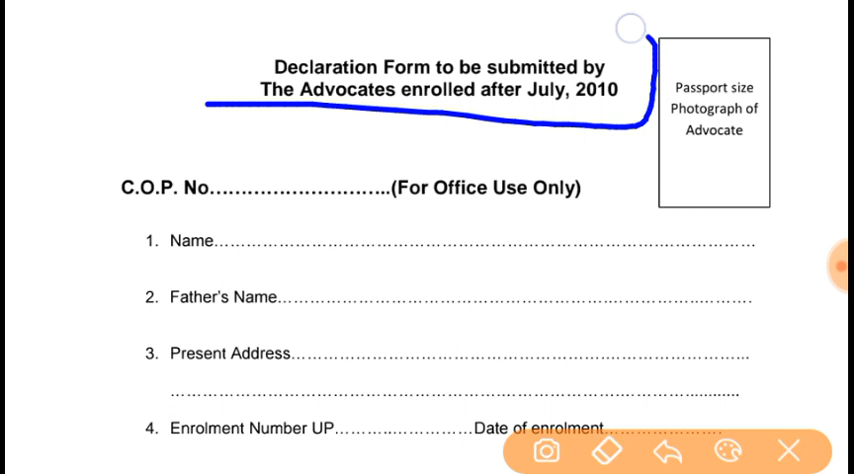 Declaration Form to be submitted by
The Advocates enrolled after July, 2010
Passport size
Photograph of
Advocate
C.O.P. No……………………….(For Office Use Only)
1. Name…………………………………………………………………………………
2. Father's Name……………………………………………………………………………
3. Present Address…………………………………………………………………………
……………………………………………………………………………………............
4. Enrolment Number UP……………………Date of enrolment………………….